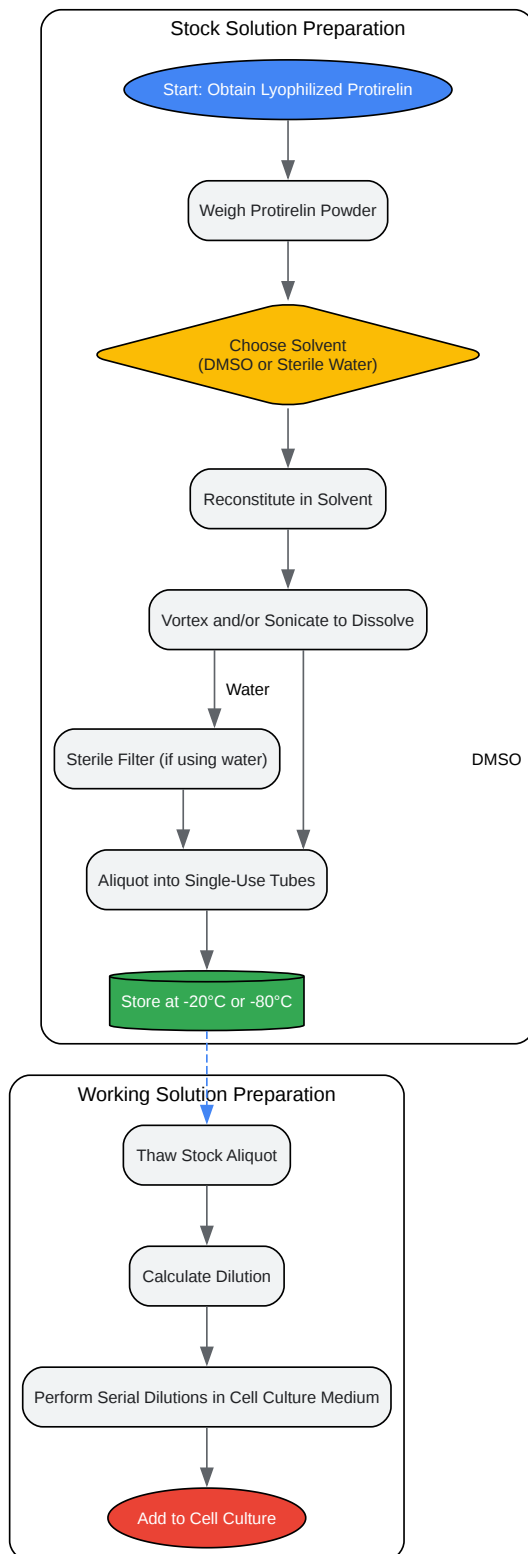 Stock Solution Preparation
Start: Obtain Lyophilized Protirelin
Weigh Protirelin Powder
Choose Solvent
(DMSO or Sterile Water)
Reconstitute in Solvent
Vortex and/or Sonicate to Dissolve
Water
Sterile Filter (if using water)
DMSO
Aliquot into Single-Use Tubes
Store at -20°C or -80°C
Working Solution Preparation
Thaw Stock Aliquot
Calculate Dilution
Perform Serial Dilutions in Cell Culture Medium
Add to Cell Culture